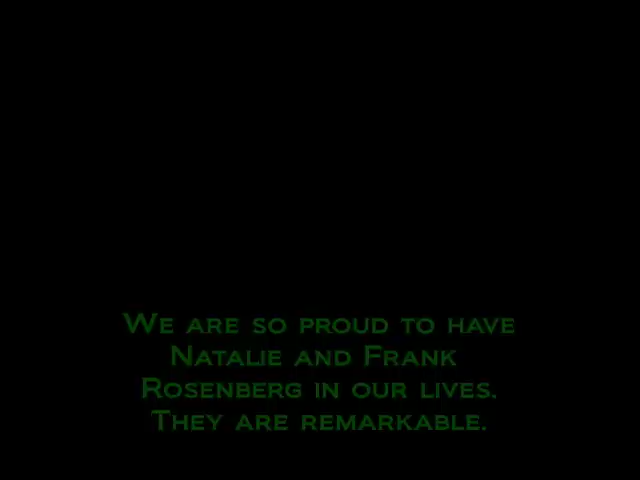 We are so proud to have
Natalie and Frank
Rosenberg in our lives.
They are remarkable.